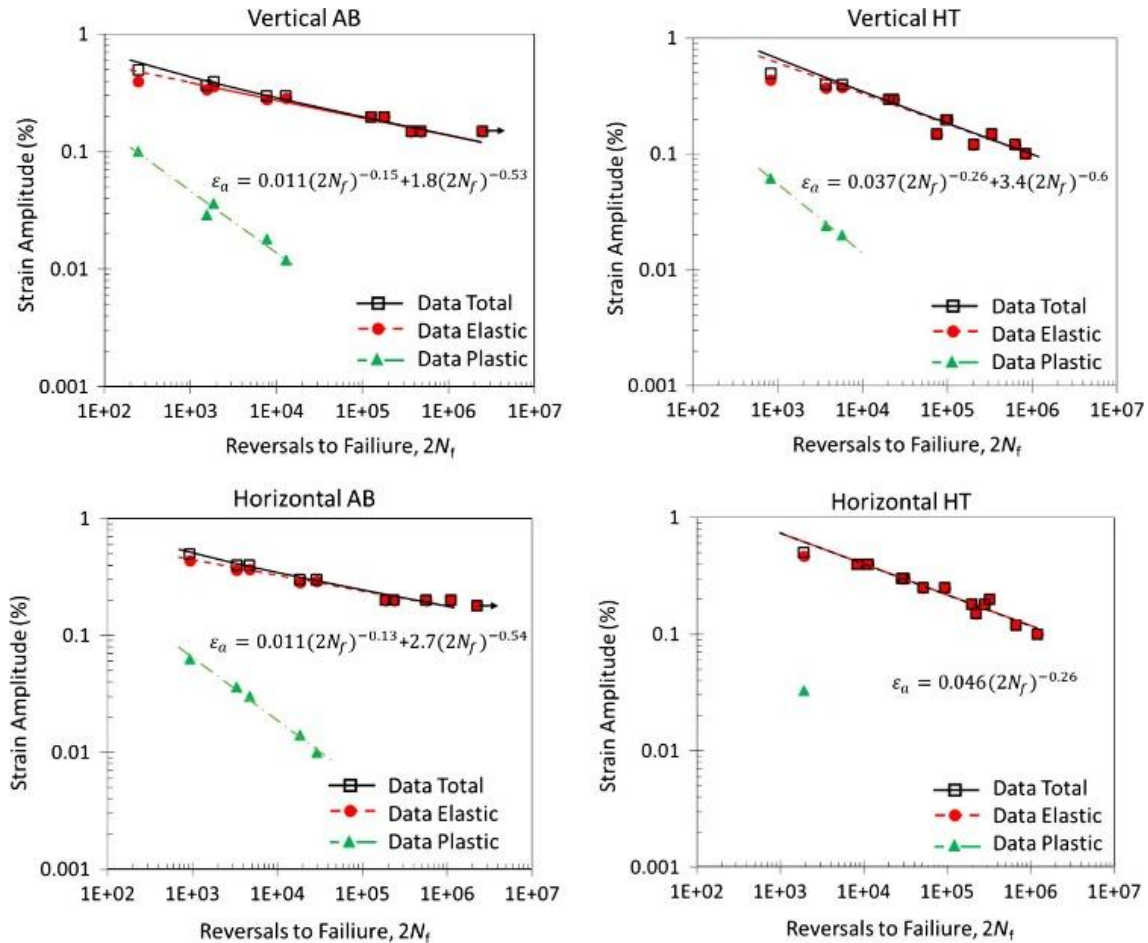 Vertical AB
1
0.1
0.01
0.001
Strain Amplitude (%)
εₐ = 0.011(2N_f)^−0.15+1.8(2N_f)^−0.53
Data Total
Data Elastic
Data Plastic
1E+02 1E+03 1E+04 1E+05 1E+06 1E+07
Reversals to Failiure, 2Nf
Vertical HT
1
0.1
0.01
0.001
Strain Amplitude (%)
εₐ = 0.037(2N_f)^−0.26+3.4(2N_f)^−0.6
Data Total
Data Elastic
Data Plastic
1E+02 1E+03 1E+04 1E+05 1E+06 1E+07
Reversals to Failiure, 2Nf
Horizontal AB
1
0.1
0.01
0.001
Strain Amplitude (%)
εₐ = 0.011(2N_f)^−0.13+2.7(2N_f)^−0.54
Data Total
Data Elastic
Data Plastic
1E+02 1E+03 1E+04 1E+05 1E+06 1E+07
Reversals to Failiure, 2Nf
Horizontal HT
1
0.1
0.01
0.001
Strain Amplitude (%)
εₐ = 0.046(2N_f)^−0.26
Data Total
Data Elastic
Data Plastic
1E+02 1E+03 1E+04 1E+05 1E+06 1E+07
Reversals to Failiure, 2Nf